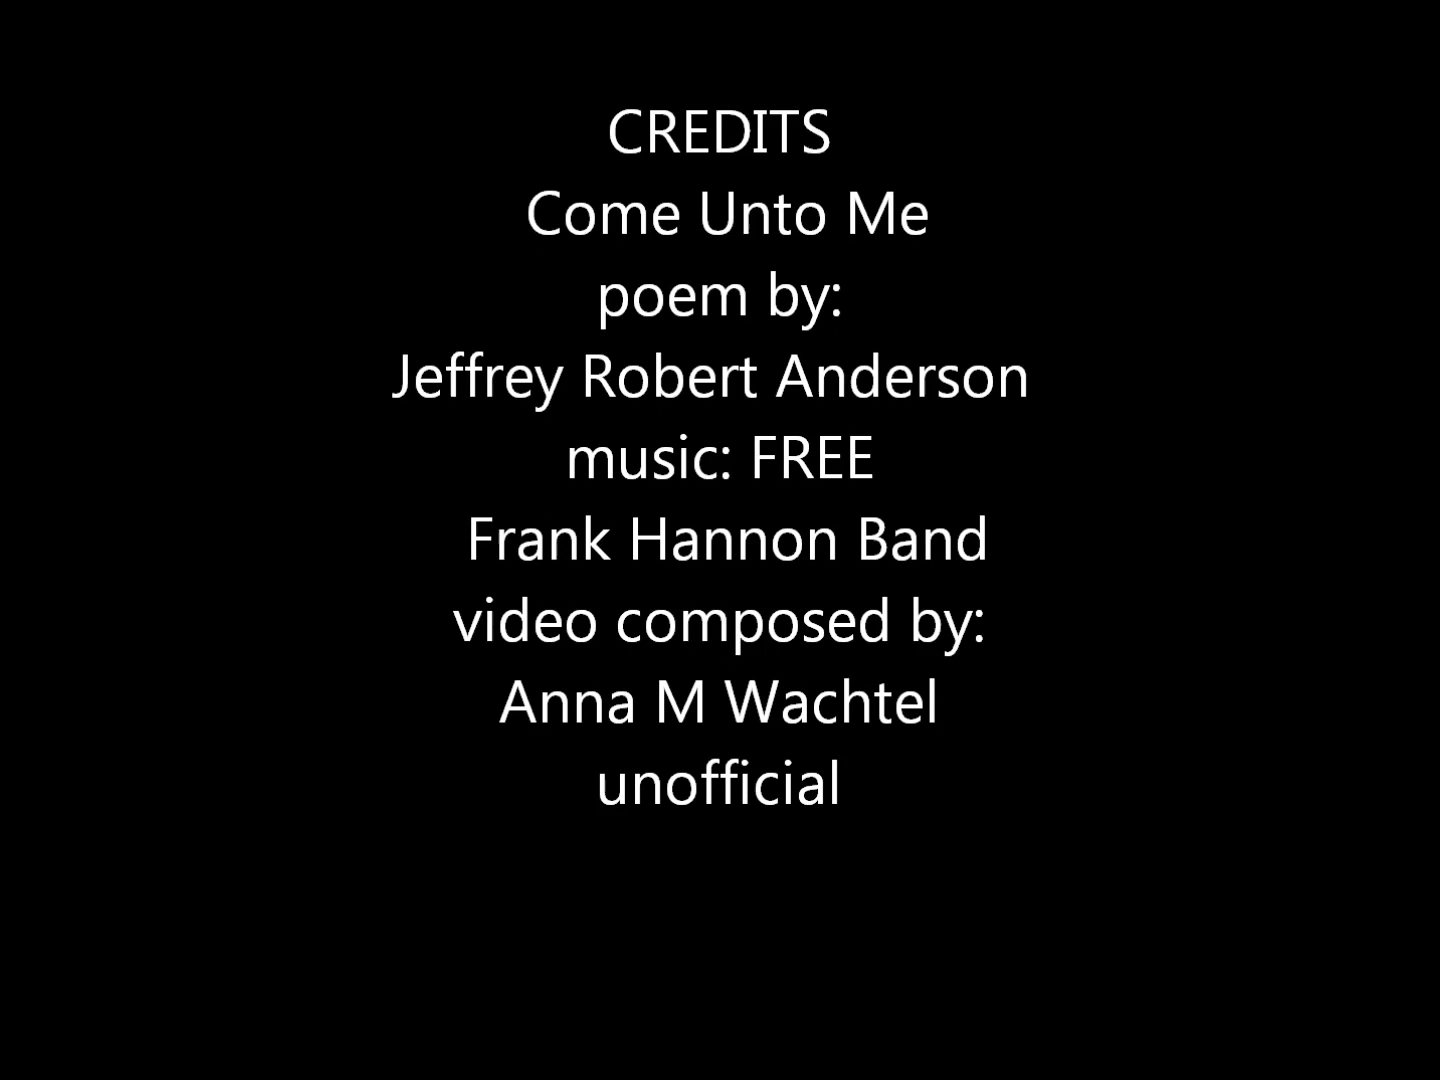 CREDITS
Come Unto Me
poem by:
Jeffrey Robert Anderson
music: FREE
Frank Hannon Band
video composed by:
Anna M Wachtel
unofficial